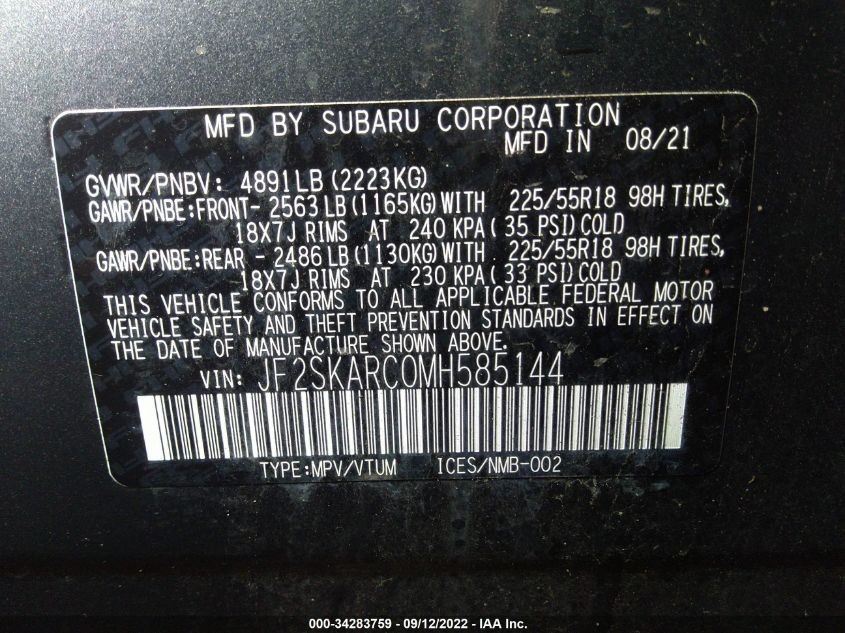 MFD BY SUBARU CORPORATION
MFD IN 08/21
GVWR/PNBV: 4891LB (2223KG)
GAWR/PNBE:FRONT- 2563 LB (1165KG) WITH 225/55R18 98H TIRES,
18X7J RIMS AT 240 KPA ( 35 PSI) COLD
GAWR/PNBE:REAR - 2486 LB (1130KG) WITH 225/55R18 98H TIRES,
18X7J RIMS AT 230 KPA ( 33 PSI) COLD
THIS VEHICLE CONFORMS TO ALL APPLICABLE FEDERAL MOTOR
VEHICLE SAFETY AND THEFT PREVENTION STANDARDS IN EFFECT ON
THE DATE OF MANUFACTURE SHOWN ABOVE.
VIN: JF2SKARC0MH585144
TYPE:MPV/VTUM ICES/NMB-002
000-34283759 - 09/12/2022 - IAA Inc.